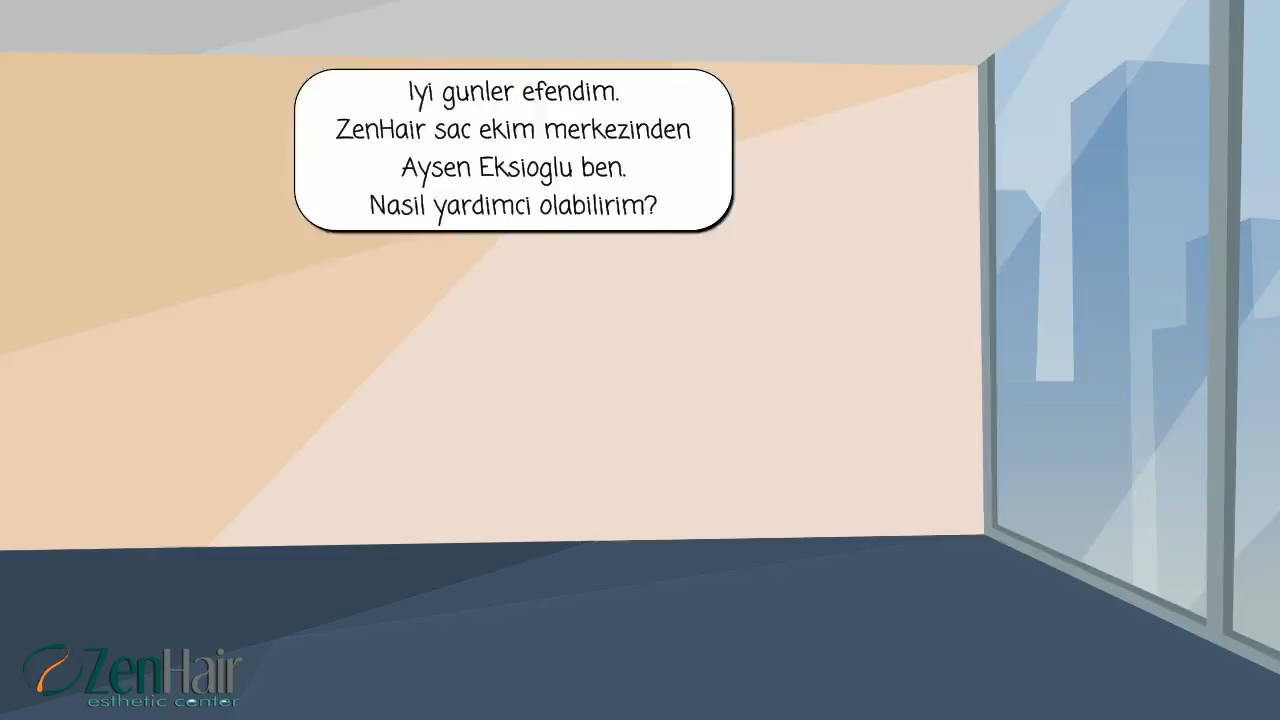 Iyi gunler efendim.
ZenHair sac ekim merkezinden
Aysen Eksioglu ben.
Nasil yardimci olabilirim?
ZenHair
esthetic center